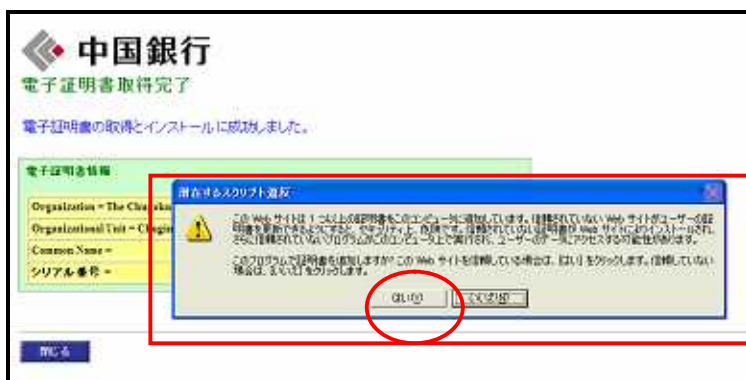 中国銀行
電子証明書取得完了
電子証明書の取得とインストールに成功しました。
電子証明書情報
潜在するスクリプト違反
Organization = The Chugoku
Organizational Unit = Chugin
Common Name =
シリアル番号 =
この Web サイトは 1 つ以上の証明書をこのコンピュータに追加しています。信頼されていない Web サイトがユーザーの証
明書を更新できるようにすると、セキュリティ上、危険です。信頼されていない証明書が Web サイトによりインストールされ、
さらに信頼されていないプログラムがこのコンピュータ上で実行され、ユーザーのデータにアクセスする可能性があります。
このプログラムで証明書を追加しますか? この Web サイトを信頼している場合は、[はい] をクリックします。信頼していない
場合は、[いいえ] をクリックします。
はい(Y)
いいえ(N)
閉じる